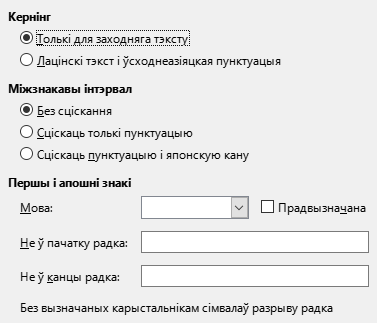 Кернінг
Толькі для заходняга тэксту
Лацінскі тэкст і ўсходнеазіяцкая пунктуацыя
Міжзнакавы інтэрвал
Без сціскання
Сціскаць толькі пунктуацыю
Сціскаць пунктуацыю і японскую кану
Першы і апошні знакі
Мова: Прадвызначана
Не ў пачатку радка:
Не ў канцы радка:
Без вызначаных карыстальнікам сімвалаў разрыву радка